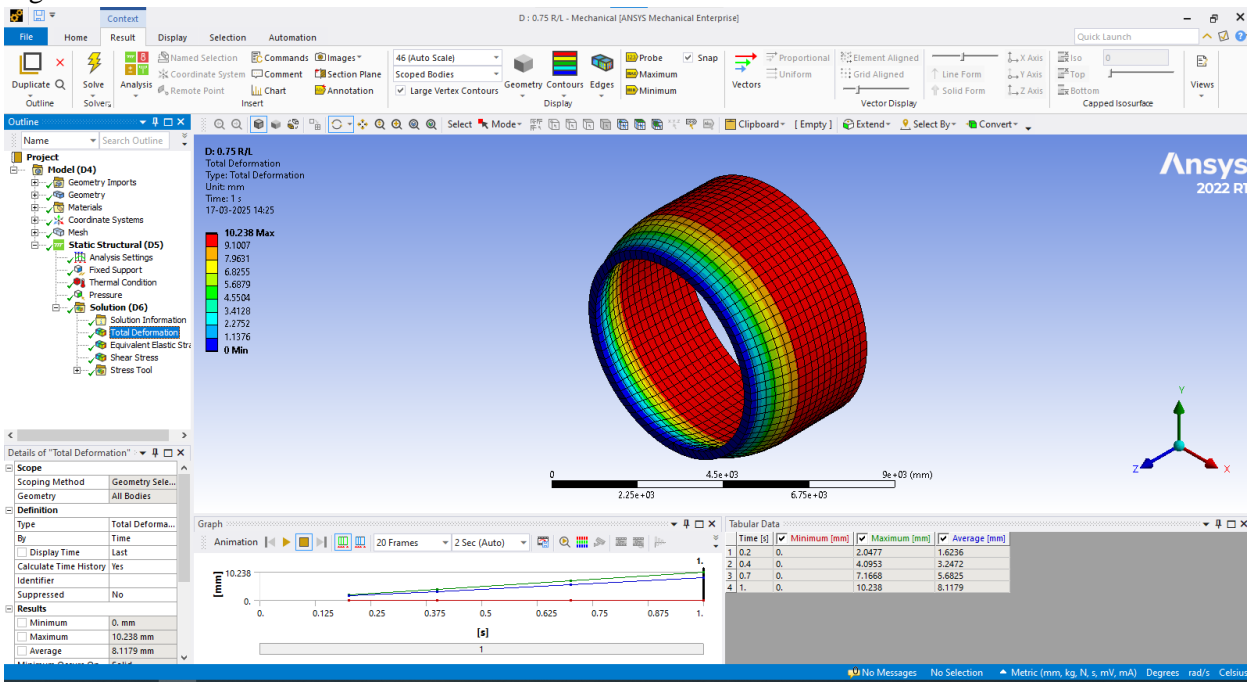 Context
D : 0.75 R/L - Mechanical [ANSYS Mechanical Enterprise]
File Home Result Display Selection Automation Quick Launch
Duplicate Q
Outline
Solve
Solver
Analysis
Named Selection
Coordinate System
Remote Point
Commands
Comment
Chart
Images
Section Plane
Annotation
Insert
46 (Auto Scale)
Scoped Bodies
Large Vertex Contours
Geometry Contours Edges
Display
Probe
Maximum
Minimum
Snap
Vectors
Proportional
Uniform
Element Aligned
Grid Aligned
Line Form
Solid Form
X Axis
Y Axis
Z Axis
Vector Display
Iso 0
Top
Bottom
Capped Isosurface
Views
Outline
Name Search Outline
Select Mode Clipboard [ Empty ] Extend Select By Convert
Project
Model (D4)
Geometry Imports
Geometry
Materials
Coordinate Systems
Mesh
Static Structural (D5)
Analysis Settings
Fixed Support
Thermal Condition
Pressure
Solution (D6)
Solution Information
Total Deformation
Equivalent Elastic Stra
Shear Stress
Stress Tool
D: 0.75 R/L
Total Deformation
Type: Total Deformation
Unit: mm
Time: 1 s
17-03-2025 14:25
10.238 Max
9.1007
7.9631
6.8255
5.6879
4.5504
3.4128
2.2752
1.1376
0 Min
Ansys
2022 R1
0 4.5e+03 9e+03 (mm)
2.25e+03 6.75e+03
Y
Z X
Details of "Total Deformation"
Scope
Scoping Method Geometry Sele...
Geometry All Bodies
Definition
Type Total Deforma...
By Time
Display Time Last
Calculate Time History Yes
Identifier
Suppressed No
Results
Minimum 0. mm
Maximum 10.238 mm
Average 8.1179 mm
Minimum Occurs On Solid
Graph
Animation 20 Frames 2 Sec (Auto)
[mm]
10.238
0.
1.
0. 0.125 0.25 0.375 0.5 0.625 0.75 0.875 1.
[s]
1
Tabular Data
Time [s] Minimum [mm] Maximum [mm] Average [mm]
1 0.2 0. 2.0477 1.6236
2 0.4 0. 4.0953 3.2472
3 0.7 0. 7.1668 5.6825
4 1. 0. 10.238 8.1179
No Messages No Selection Metric (mm, kg, N, s, mV, mA) Degrees rad/s Celsius